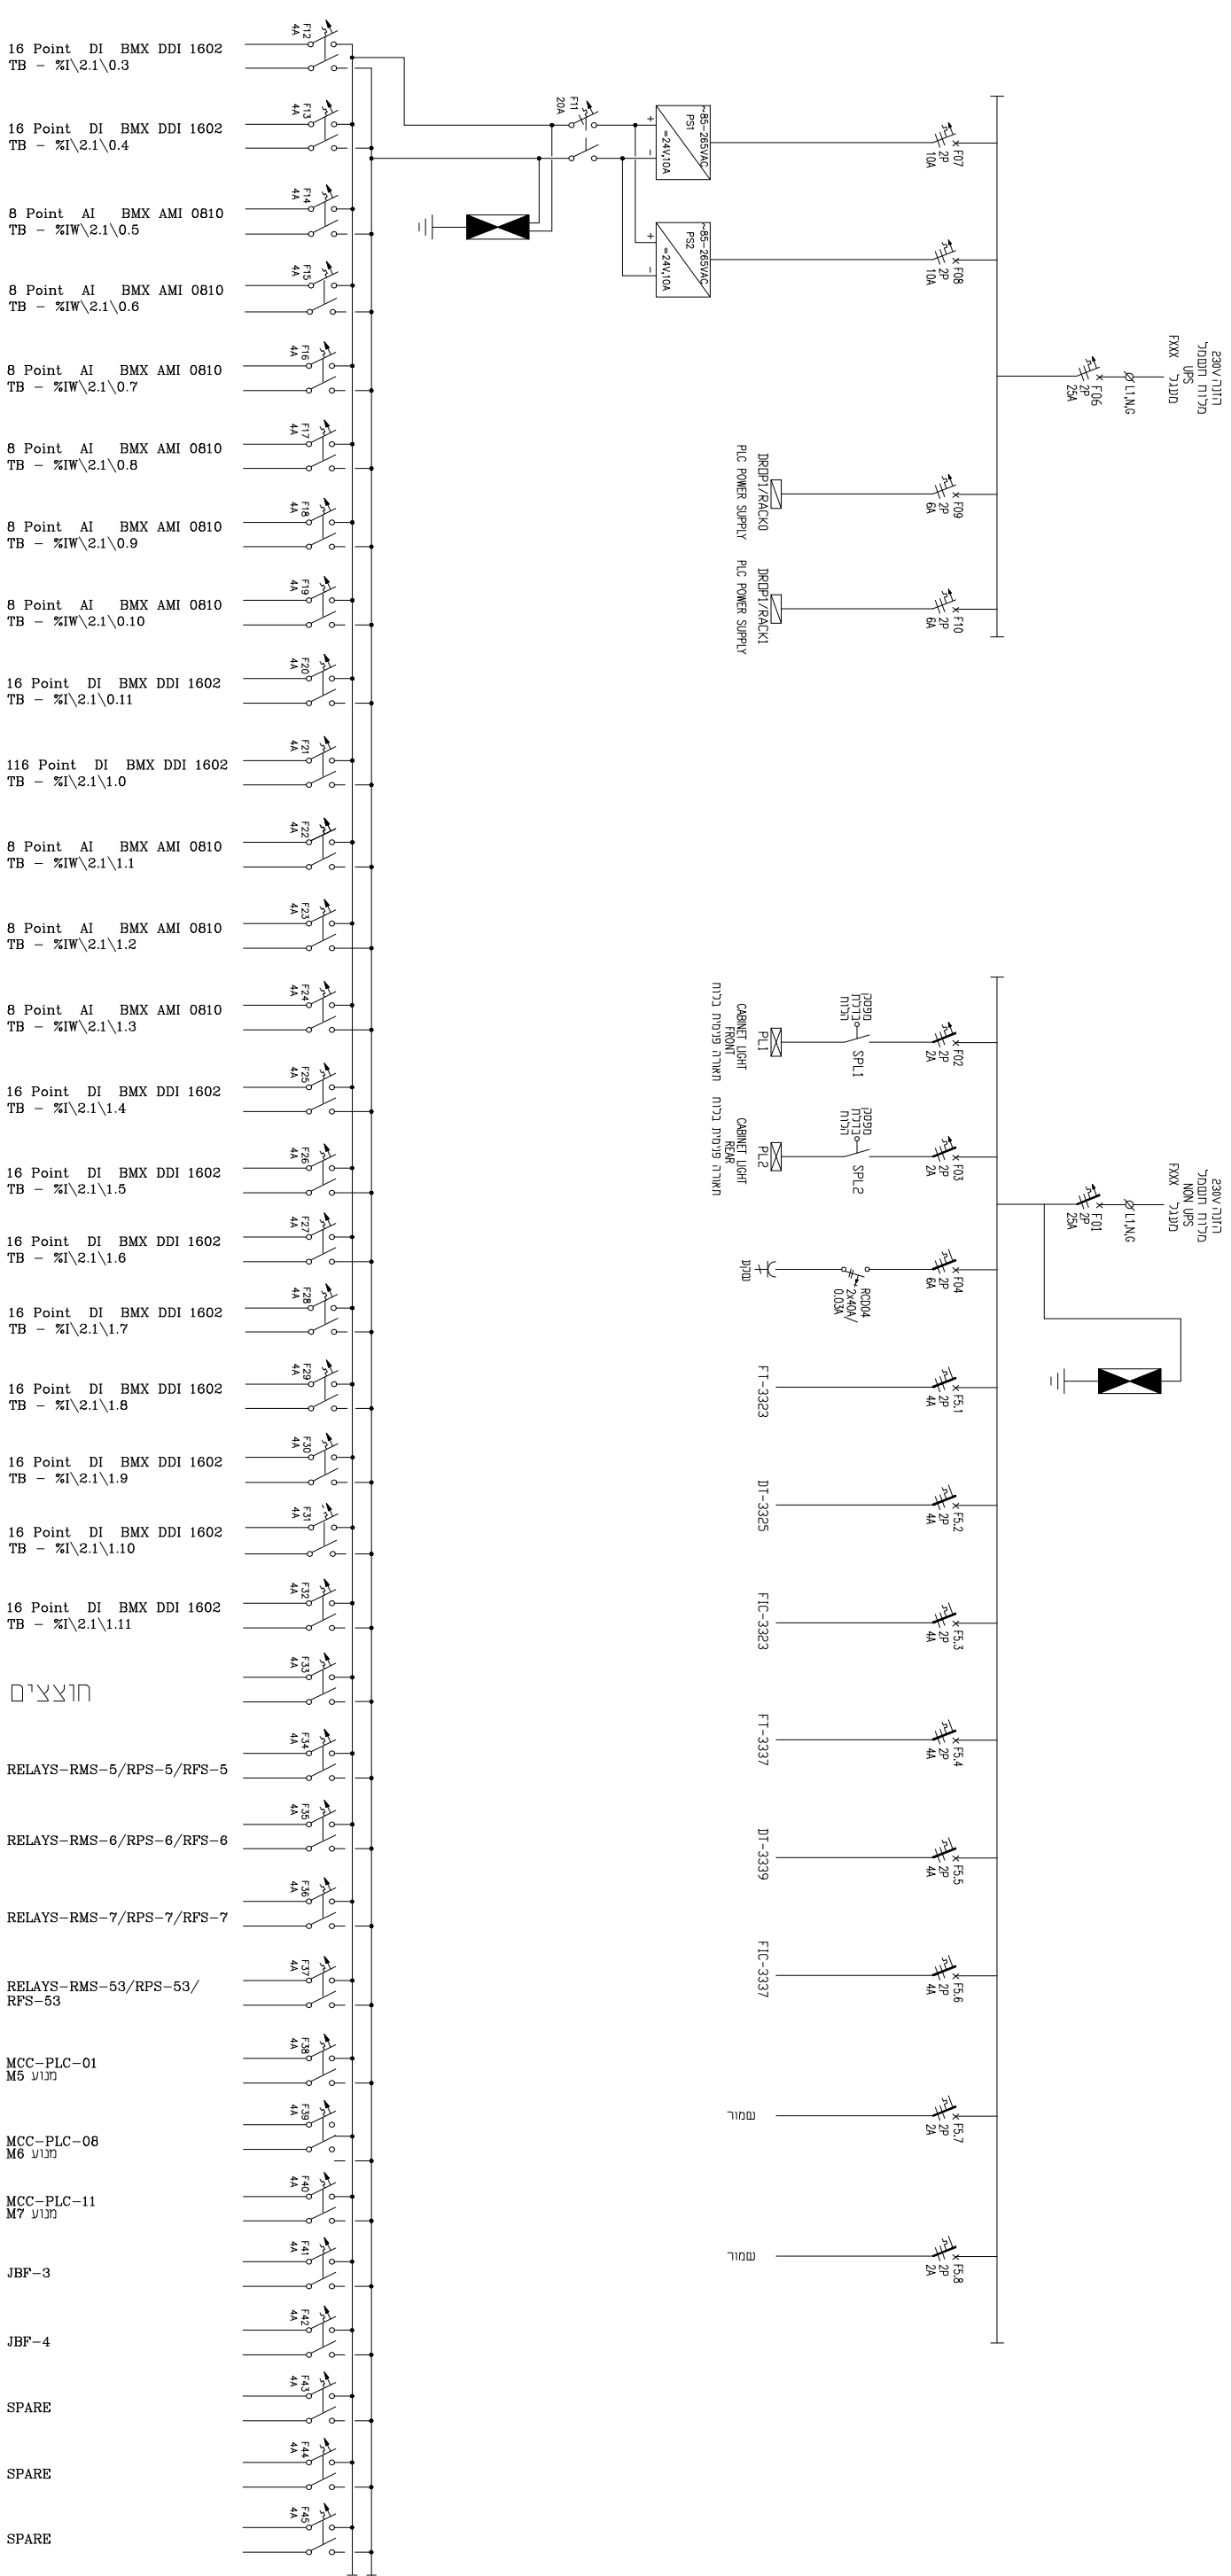 16 Point DI BMX DDI 1602
TB - %I\2.1\0.3
F12
4A
16 Point DI BMX DDI 1602
TB - %I\2.1\0.4
F13
4A
8 Point AI BMX AMI 0810
TB - %IW\2.1\0.5
F14
4A
8 Point AI BMX AMI 0810
TB - %IW\2.1\0.6
F15
4A
8 Point AI BMX AMI 0810
TB - %IW\2.1\0.7
F16
4A
8 Point AI BMX AMI 0810
TB - %IW\2.1\0.8
F17
4A
8 Point AI BMX AMI 0810
TB - %IW\2.1\0.9
F18
4A
8 Point AI BMX AMI 0810
TB - %IW\2.1\0.10
F19
4A
16 Point DI BMX DDI 1602
TB - %I\2.1\0.11
F20
4A
116 Point DI BMX DDI 1602
TB - %I\2.1\1.0
F21
4A
8 Point AI BMX AMI 0810
TB - %IW\2.1\1.1
F22
4A
8 Point AI BMX AMI 0810
TB - %IW\2.1\1.2
F23
4A
8 Point AI BMX AMI 0810
TB - %IW\2.1\1.3
F24
4A
16 Point DI BMX DDI 1602
TB - %I\2.1\1.4
F25
4A
16 Point DI BMX DDI 1602
TB - %I\2.1\1.5
F26
4A
16 Point DI BMX DDI 1602
TB - %I\2.1\1.6
F27
4A
16 Point DI BMX DDI 1602
TB - %I\2.1\1.7
F28
4A
16 Point DI BMX DDI 1602
TB - %I\2.1\1.8
F29
4A
16 Point DI BMX DDI 1602
TB - %I\2.1\1.9
F30
4A
16 Point DI BMX DDI 1602
TB - %I\2.1\1.10
F31
4A
16 Point DI BMX DDI 1602
TB - %I\2.1\1.11
F32
4A
חוצצים
F33
4A
RELAYS-RMS-5/RPS-5/RFS-5
F34
4A
RELAYS-RMS-6/RPS-6/RFS-6
F35
4A
RELAYS-RMS-7/RPS-7/RFS-7
F36
4A
RELAYS-RMS-53/RPS-53/
RFS-53
F37
4A
MCC-PLC-01
M5 מנוע
F38
4A
MCC-PLC-08
M6 מנוע
F39
4A
MCC-PLC-11
M7 מנוע
F40
4A
JBF-3
F41
4A
JBF-4
F42
4A
SPARE
F43
4A
SPARE
F44
4A
SPARE
F45
4A
F11
20A
~85-265VAC
PS1
=24V,10A
+
-
~85-265VAC
PS2
=24V,10A
+
-
הזנה 230V
מלוח חשמל
UPS
מעגל FXXX
L1,N,G
F06
2P
25A
F07
2P
10A
F08
2P
10A
F09
2P
6A
DROP1/RACK0
PLC POWER SUPPLY
F10
2P
6A
DROP1/RACK1
PLC POWER SUPPLY
הזנה 230V
מלוח חשמל
NON UPS
מעגל FXXX
L1,N,G
F01
2P
25A
F02
2P
2A
מפסק
בדלת
הלוח
SPL1
PL1
CABINET LIGHT
FRONT
תאורה פנימית בלוח
F03
2P
2A
מפסק
בדלת
הלוח
SPL2
PL2
CABINET LIGHT
REAR
תאורה פנימית בלוח
F04
2P
6A
RCD04
2x40A/
0.03A
שקע
F5.1
2P
4A
FT-3323
F5.2
2P
4A
DT-3325
F5.3
2P
4A
FIC-3323
F5.4
2P
4A
FT-3337
F5.5
2P
4A
DT-3339
F5.6
2P
4A
FIC-3337
F5.7
2P
2A
שמור
F5.8
2P
2A
שמור